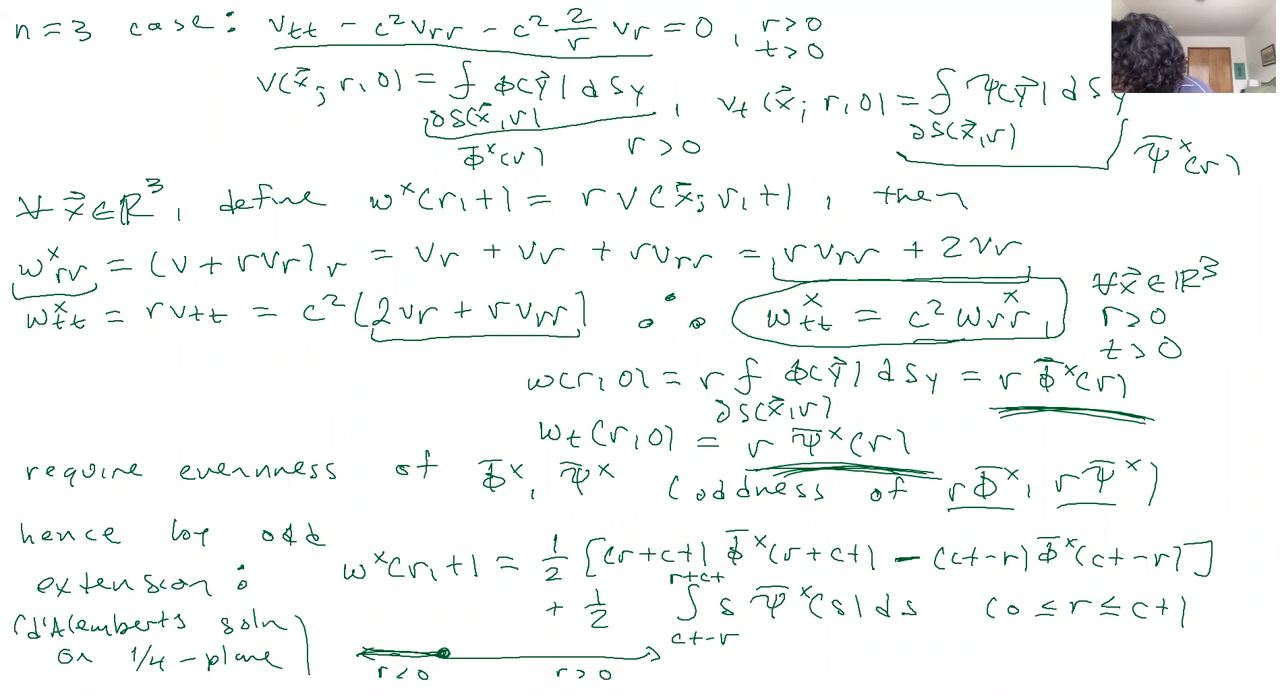 n=3 case: v_tt − c² v_rr − c² 2/r v_r = 0, r>0 t>0
v(x⃗; r, 0) = ⨍_{∂S(x⃗,r)} ϕ(y⃗) dS_y, v_t(x⃗; r, 0) = ⨍_{∂S(x⃗,r)} Ψ(y⃗) dS_y
Φ̄^x(r) r > 0 Ψ̄^x(r)
∀ x⃗ ∈ ℝ³, define w^x(r,t) = r v(x⃗; r,t), then
w^x_rr = (v + r v_r)_r = v_r + v_r + r v_rr = r v_rr + 2 v_r
w^x_tt = r v_tt = c² [2v_r + r v_rr] ∴ w^x_tt = c² w^x_rr, ∀ x⃗ ∈ ℝ³ r>0 t>0
w(r,0) = r ⨍_{∂S(x⃗,r)} ϕ(y⃗) dS_y = r Φ̄^x(r)
w_t(r,0) = r Ψ̄^x(r)
require evenness of Φ̄^x, Ψ̄^x (oddness of rΦ̄^x, rΨ̄^x)
hence by odd
extension: w^x(r,t) = 1/2 [(r+ct) Φ̄^x(r+ct) − (ct−r) Φ̄^x(ct−r)]
+ 1/2 ∫_{ct−r}^{r+ct} s Ψ̄^x(s) ds (0 ≤ r ≤ ct)
(d'Alemberts soln
on 1/4-plane)
r<0 r>0